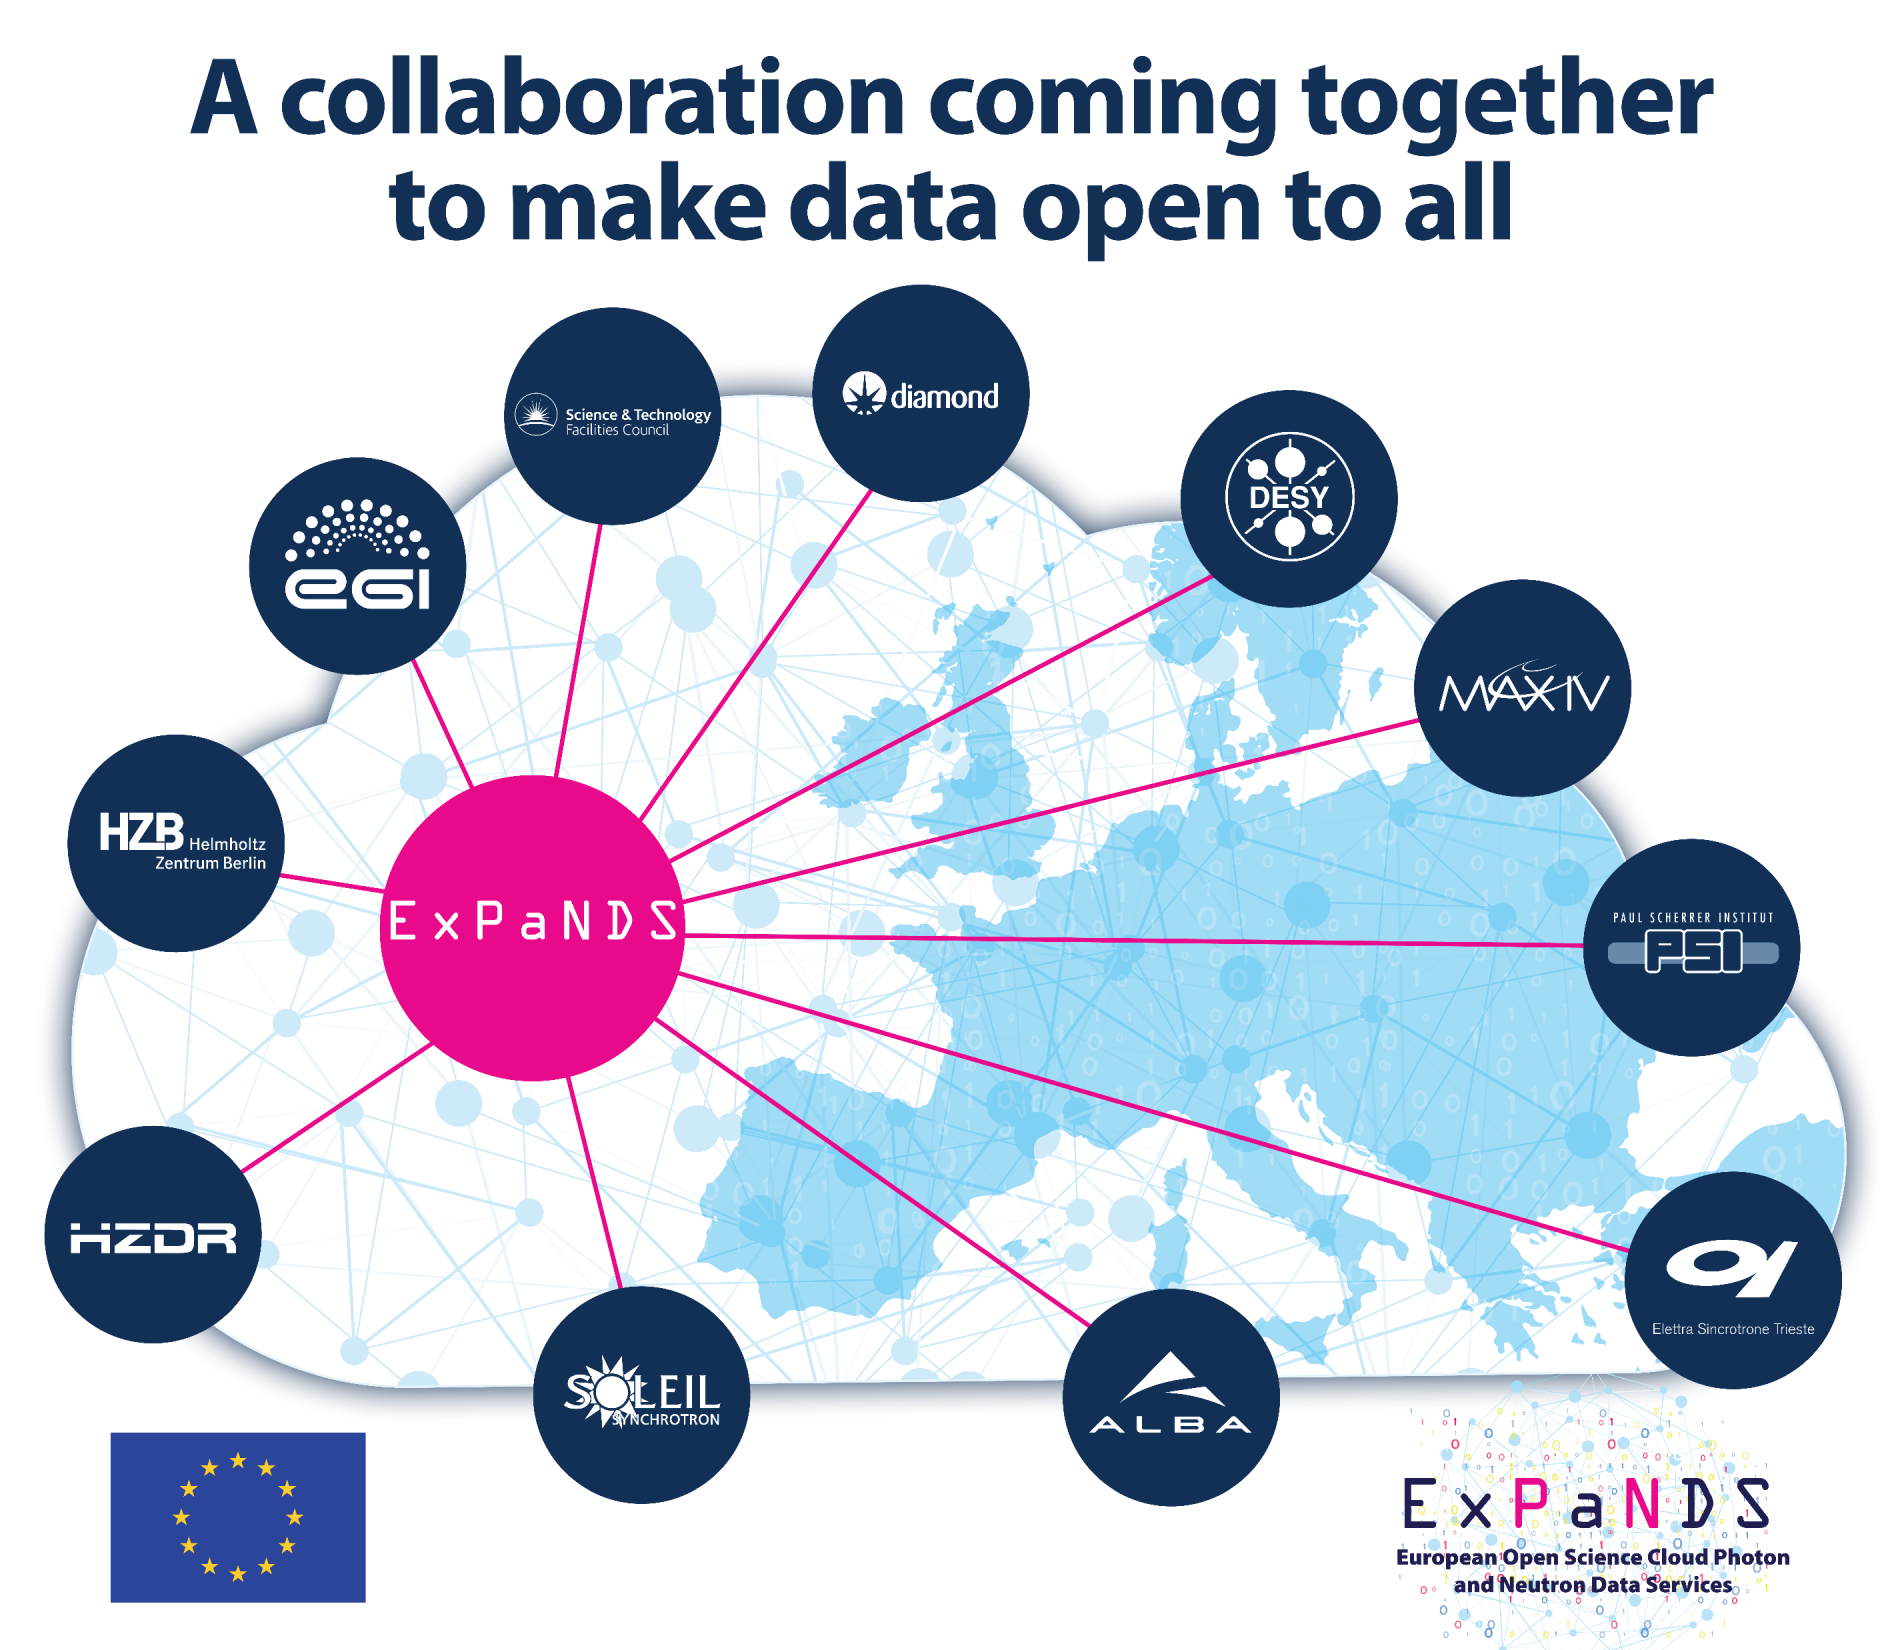 A collaboration coming together
to make data open to all
diamond
Science & Technology
Facilities Council
DESY
egi
MAX IV
HZB Helmholtz
Zentrum Berlin
ExPaNDS
PAUL SCHERRER INSTITUT
PSI
HZDR
Elettra Sincrotrone Trieste
SOLEIL
SYNCHROTRON
ALBA
ExPaNDS
European Open Science Cloud Photon
and Neutron Data Services